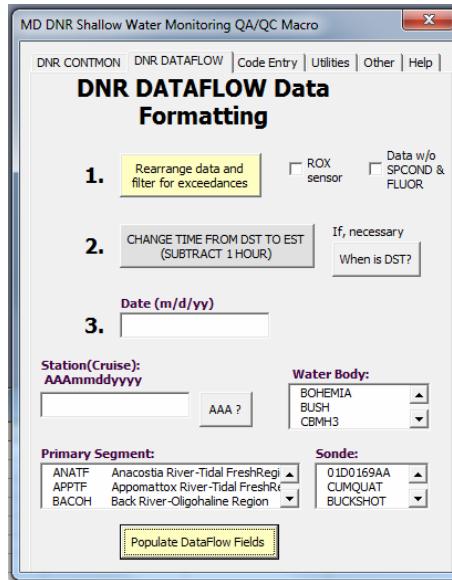 MD DNR Shallow Water Monitoring QA/QC Macro
DNR CONTMON DNR DATAFLOW Code Entry Utilities Other Help
DNR DATAFLOW Data
Formatting
1.
Rearrange data and
filter for exceedances
ROX
sensor
Data w/o
SPCOND &
FLUOR
2.
CHANGE TIME FROM DST TO EST
(SUBTRACT 1 HOUR)
If, necessary
When is DST?
3.
Date (m/d/yy)
Station(Cruise):
AAAmmddyyyy
AAA ?
Water Body:
BOHEMIA
BUSH
CBMH3
Primary Segment:
ANATF Anacostia River-Tidal FreshRegi
APPTF Appomattox River-Tidal FreshRe
BACOH Back River-Oligohaline Region
Sonde:
01D0169AA
CUMQUAT
BUCKSHOT
Populate DataFlow Fields